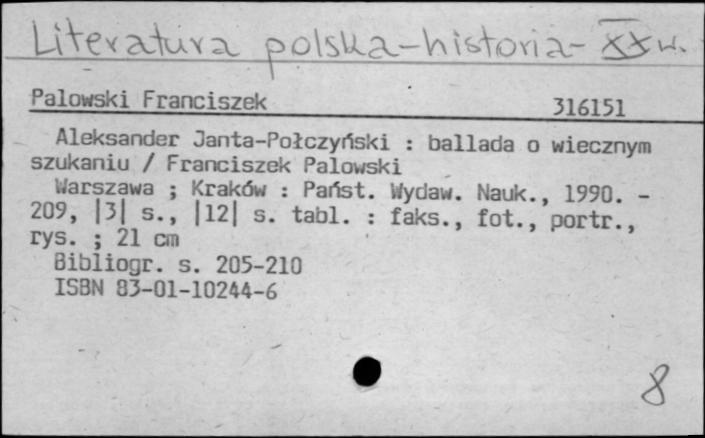 Literatura polska-historia-XX w.
Palowski Franciszek 316151
Aleksander Janta-Połczyński : ballada o wiecznym
szukaniu / Franciszek Palowski
Warszawa ; Kraków : Państ. Wydaw. Nauk., 1990. -
209, |3| s., |12| s. tabl. : faks., fot., portr.,
rys. ; 21 cm
Bibliogr. s. 205-210
ISBN 83-01-10244-6
8